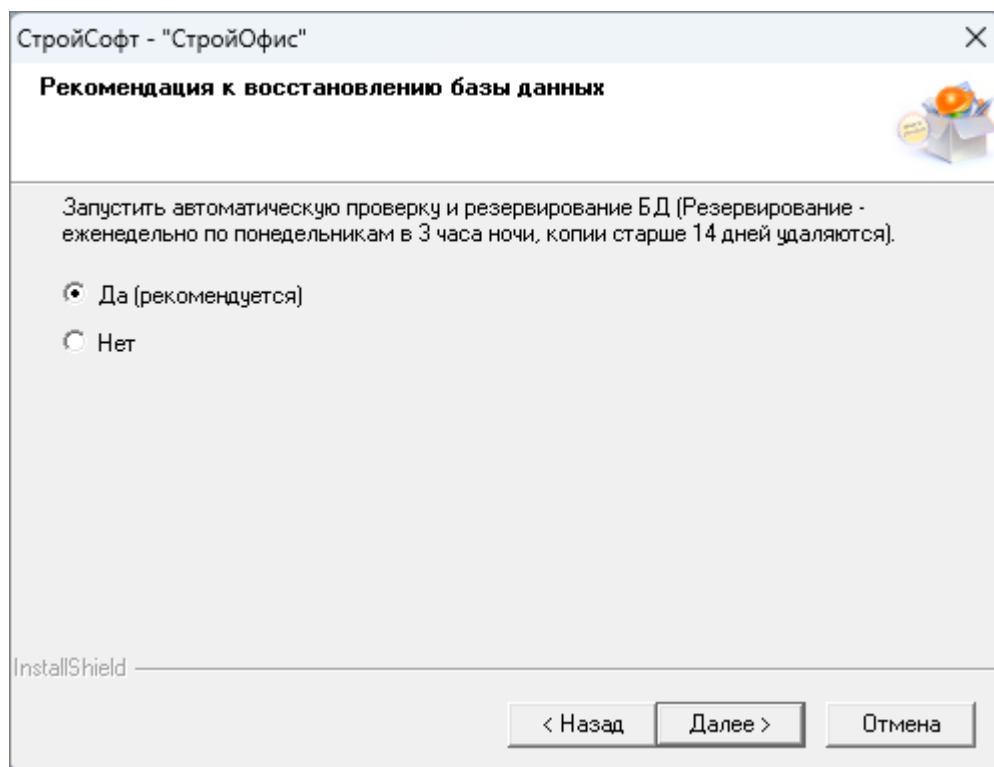 СтройСофт - "СтройОфис"
Рекомендация к восстановлению базы данных
Запустить автоматическую проверку и резервирование БД (Резервирование -
еженедельно по понедельникам в 3 часа ночи, копии старше 14 дней удаляются).
Да (рекомендуется)
Нет
InstallShield
< Назад
Далее >
Отмена